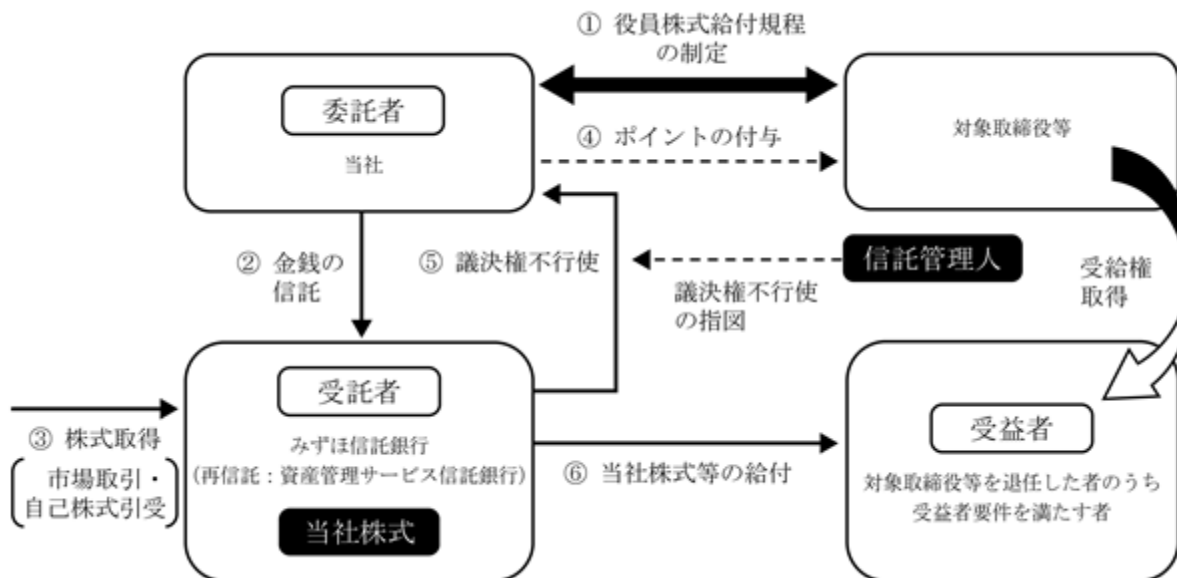 ① 役員株式給付規程
の制定
委託者
当社
対象取締役等
④ ポイントの付与
② 金銭の
信託
⑤ 議決権不行使
信託管理人
議決権不行使
の指図
受給権
取得
受託者
みずほ信託銀行
(再信託：資産管理サービス信託銀行)
当社株式
③ 株式取得
市場取引・
自己株式引受
⑥ 当社株式等の給付
受益者
対象取締役等を退任した者のうち
受益者要件を満たす者